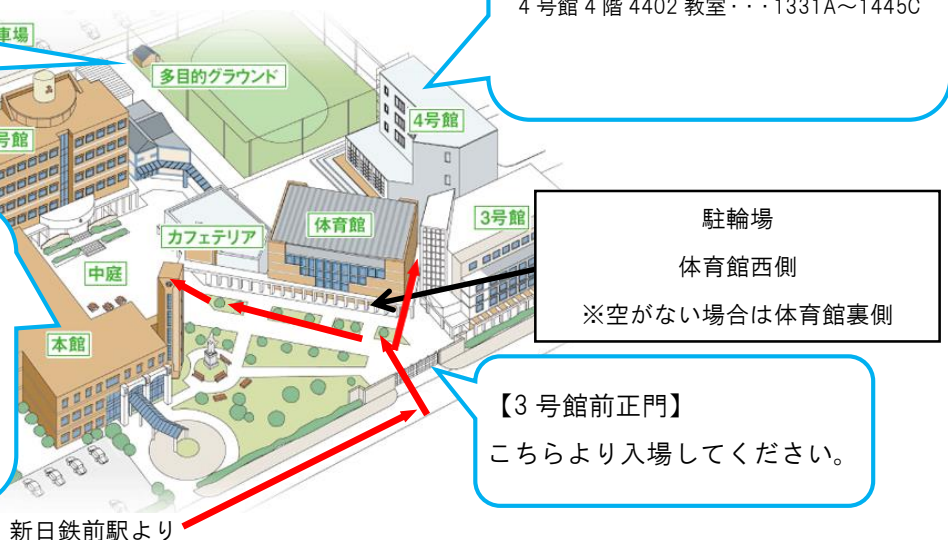 4号館4階4402教室・・・1331A～1445C
車場
多目的グラウンド
4号館
号館
体育館
3号館
カフェテリア
中庭
本館
駐輪場
体育館西側
※空がない場合は体育館裏側
【3号館前正門】
こちらより入場してください。
新日鉄前駅より